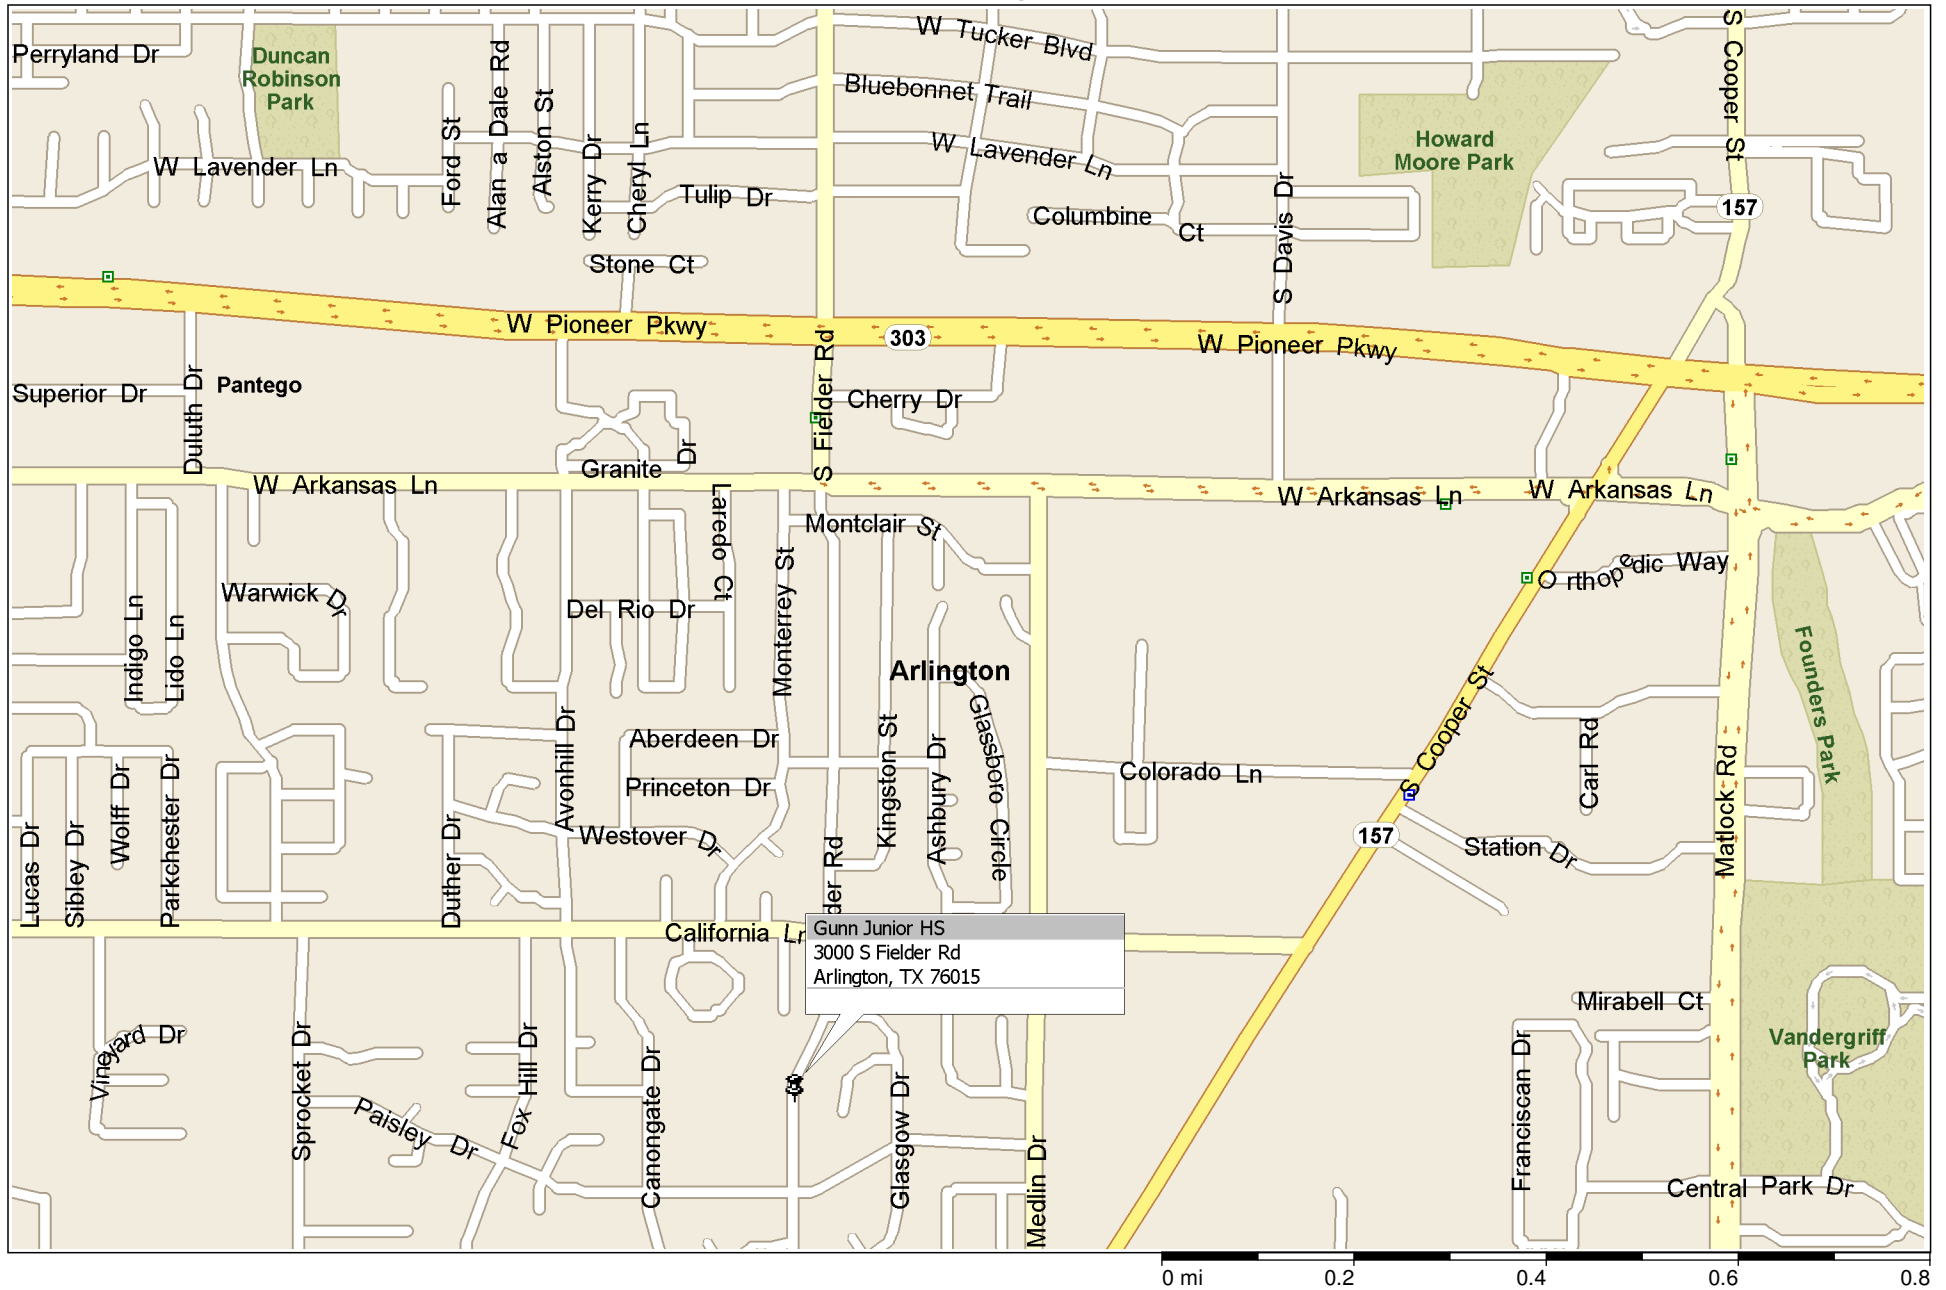 W Tucker Blvd
S Cooper St
Perryland Dr
Duncan
Robinson
Park
Alan a Dale Rd
Bluebonnet Trail
Alston St
Ford St
Kerry Dr
Cheryl Ln
Howard
Moore Park
W Lavender Ln
W Lavender Ln
Tulip Dr
Columbine Ct
S Davis Dr
157
Stone Ct
W Pioneer Pkwy
303
W Pioneer Pkwy
S Fielder Rd
Superior Dr
Duluth Dr
Pantego
Cherry Dr
Granite Dr
W Arkansas Ln
W Arkansas Ln
W Arkansas Ln
Laredo Ct
Montclair St
Monterrey St
Orthopedic Way
Warwick Dr
Indigo Ln
Lido Ln
Del Rio Dr
Arlington
Founders Park
Glassboro Circle
S Cooper St
Avonhill Dr
Aberdeen Dr
Kingston St
Ashbury Dr
Carl Rd
Matlock Rd
Colorado Ln
Princeton Dr
Wolff Dr
Parkchester Dr
Lucas Dr
Sibley Dr
Duther Dr
Westover Dr
157
Station Dr
der Rd
California Ln
Gunn Junior HS
3000 S Fielder Rd
Arlington, TX 76015
Mirabell Ct
Vineyard Dr
Sprocket Dr
Fox Hill Dr
Canongate Dr
Paisley Dr
Glasgow Dr
Medlin Dr
Franciscan Dr
Vandergriff
Park
Central Park Dr
0 mi 0.2 0.4 0.6 0.8